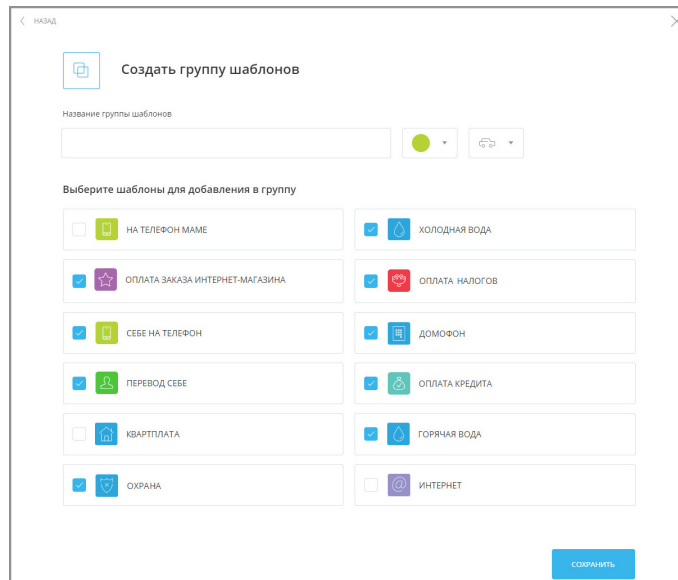 НАЗАД
Создать группу шаблонов
Название группы шаблонов
Выберите шаблоны для добавления в группу
НА ТЕЛЕФОН МАМЕ
ХОЛОДНАЯ ВОДА
ОПЛАТА ЗАКАЗА ИНТЕРНЕТ-МАГАЗИНА
ОПЛАТА НАЛОГОВ
СЕБЕ НА ТЕЛЕФОН
ДОМОФОН
ПЕРЕВОД СЕБЕ
ОПЛАТА КРЕДИТА
КВАРТПЛАТА
ГОРЯЧАЯ ВОДА
ОХРАНА
@ ИНТЕРНЕТ
СОХРАНИТЬ